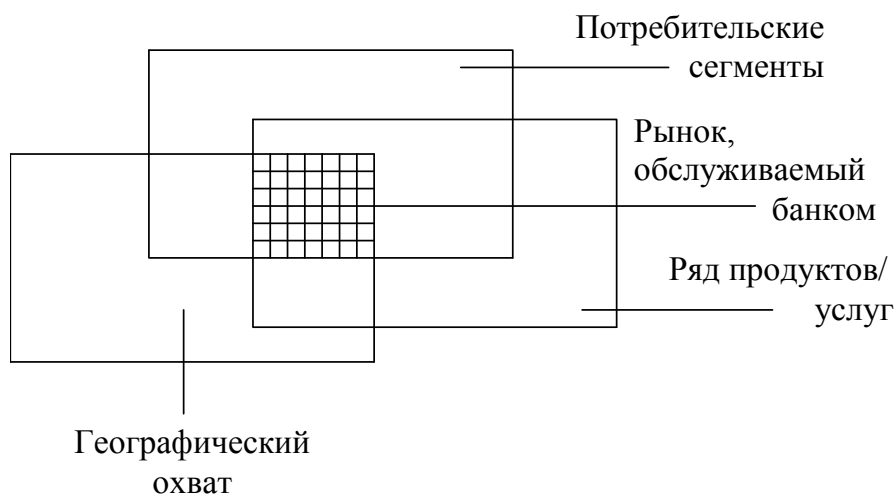 Потребительские
сегменты
Рынок,
обслуживаемый
банком
Ряд продуктов/
услуг
Географический
охват